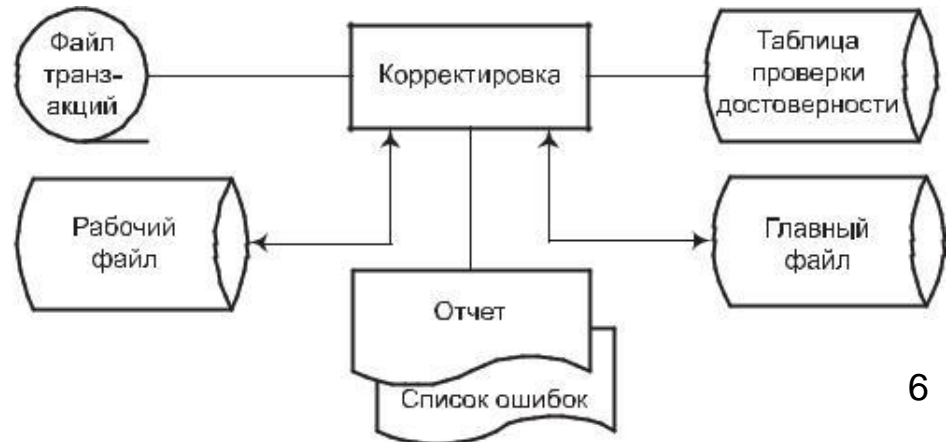 Файл
транз-
акций
Корректировка
Таблица
проверки
достоверности
Рабочий
файл
Главный
файл
Отчет
Список ошибок
6